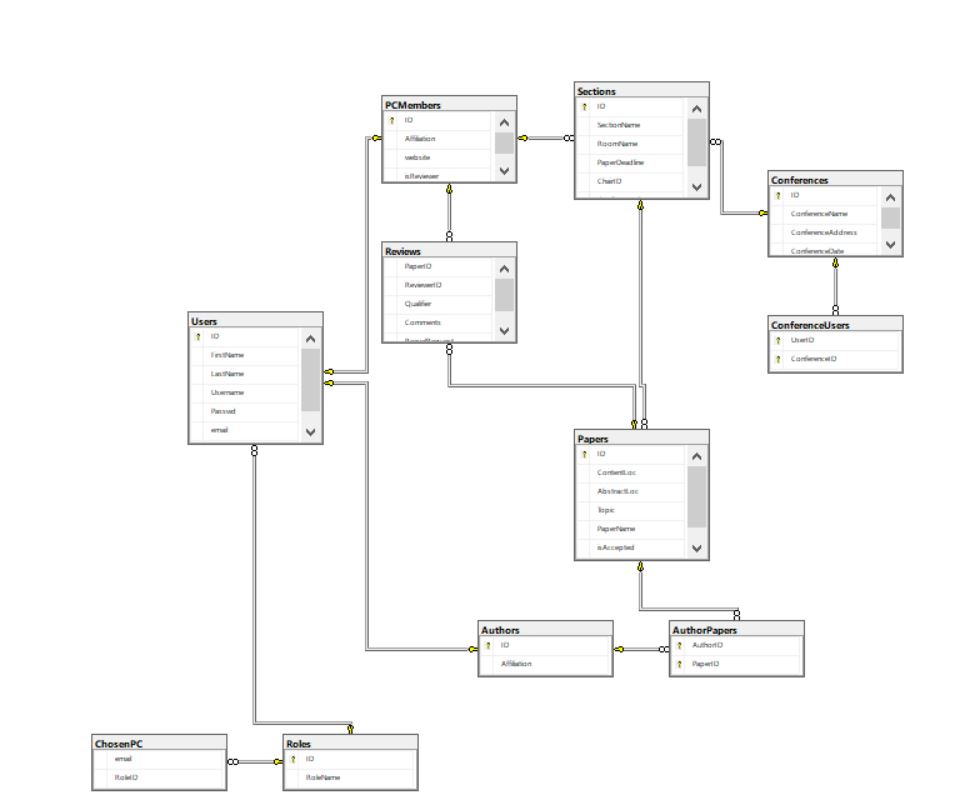 Sections
ID
SectionName
RoomName
PaperDeadline
ChairID
PCMembers
ID
Affiliation
website
isReviewer
Conferences
ID
ConferenceName
ConferenceAddress
ConferenceDate
Reviews
PaperID
ReviewerID
Qualifier
Comments
Users
ID
FirstName
LastName
Username
Passwd
email
ConferenceUsers
UserID
ConferenceID
Papers
ID
ContentLoc
AbstractLoc
Topic
PaperName
isAccepted
Authors
ID
Affiliation
AuthorPapers
AuthorID
PaperID
ChosenPC
email
RoleID
Roles
ID
RoleName